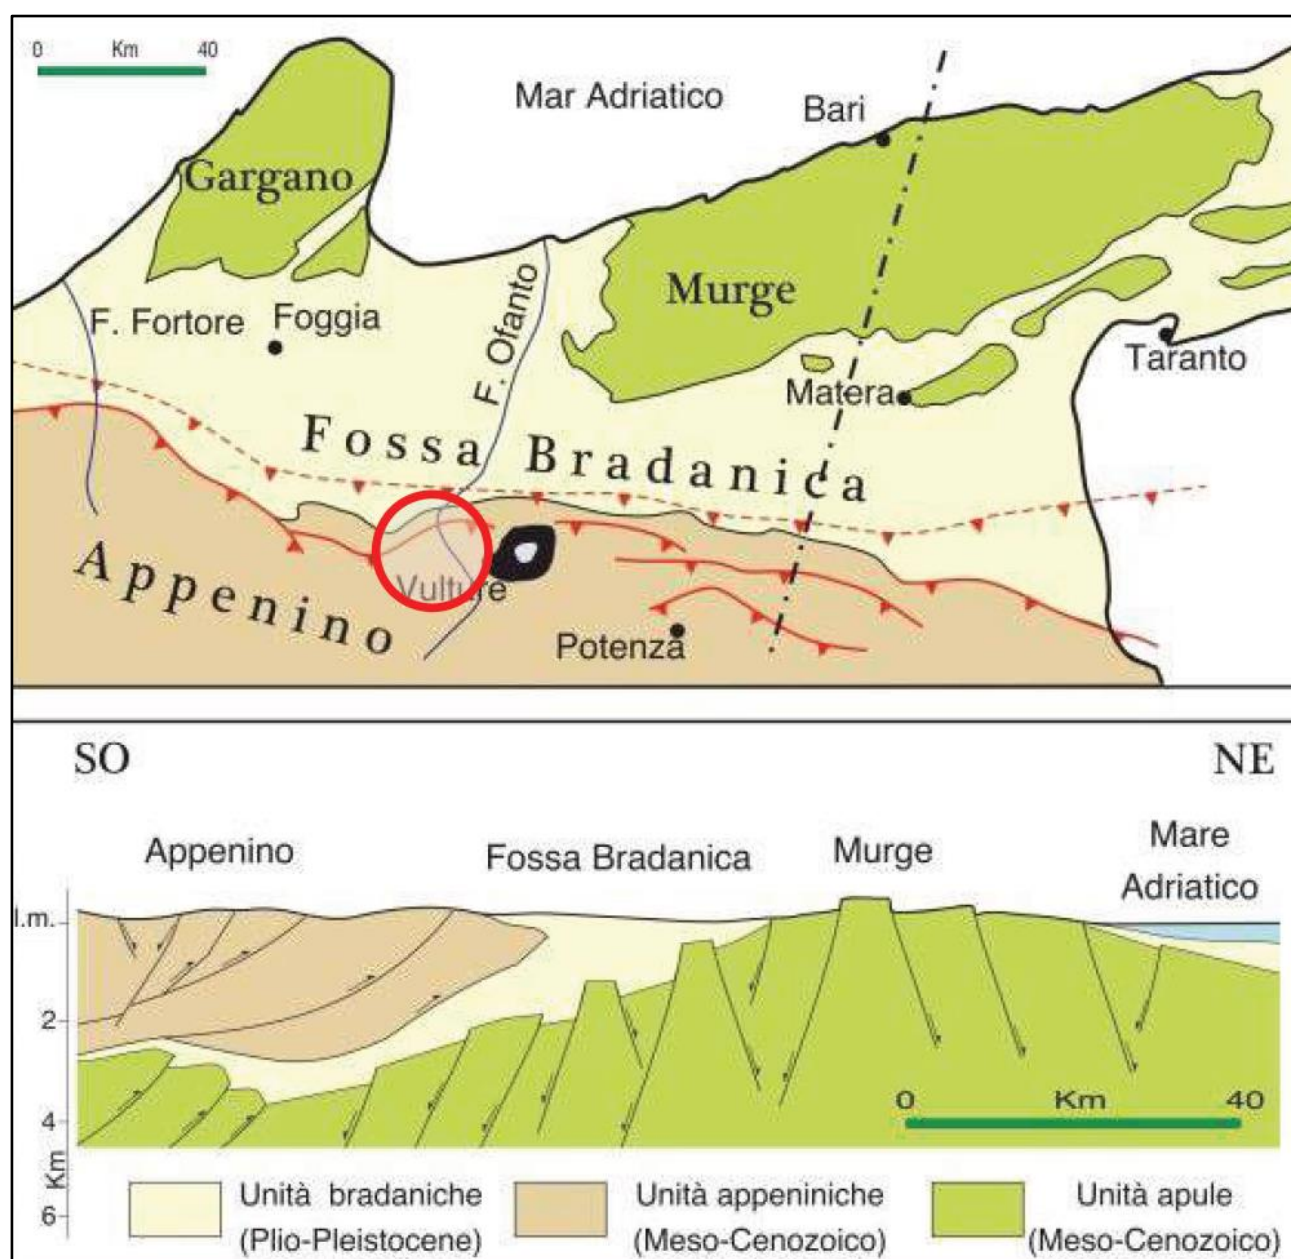 0 Km 40
Mar Adriatico
Bari
Gargano
Murge
F. Fortore
Foggia
F. Ofanto
Taranto
Matera
Fossa Bradanica
Appenino
Vulture
Potenza
SO
NE
Appenino
Fossa Bradanica
Murge
Mare
Adriatico
l.m.
2
4
Km
6
0 Km 40
Unità bradaniche
(Plio-Pleistocene)
Unità appeniniche
(Meso-Cenozoico)
Unità apule
(Meso-Cenozoico)